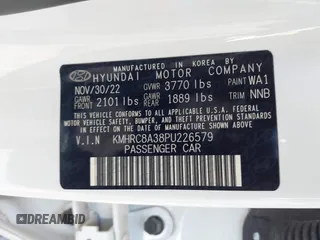 MANUFACTURED IN KOREA BY
HYUNDAI MOTOR COMPANY
NOV/30/22 GVWR 3770 lbs PAINT WA1
GAWR FRONT 2101 lbs GAWR REAR 1889 lbs TRIM NNB
THIS VEHICLE CONFORMS TO ALL APPLICABLE U.S. FEDERAL MOTOR VEHICLE SAFETY, BUMPER, AND THEFT PREVENTION STANDARDS IN EFFECT ON THE DATE OF MANUFACTURE SHOWN ABOVE.
V.I.N KMHRC8A38PU226579
PASSENGER CAR
DREAMBID